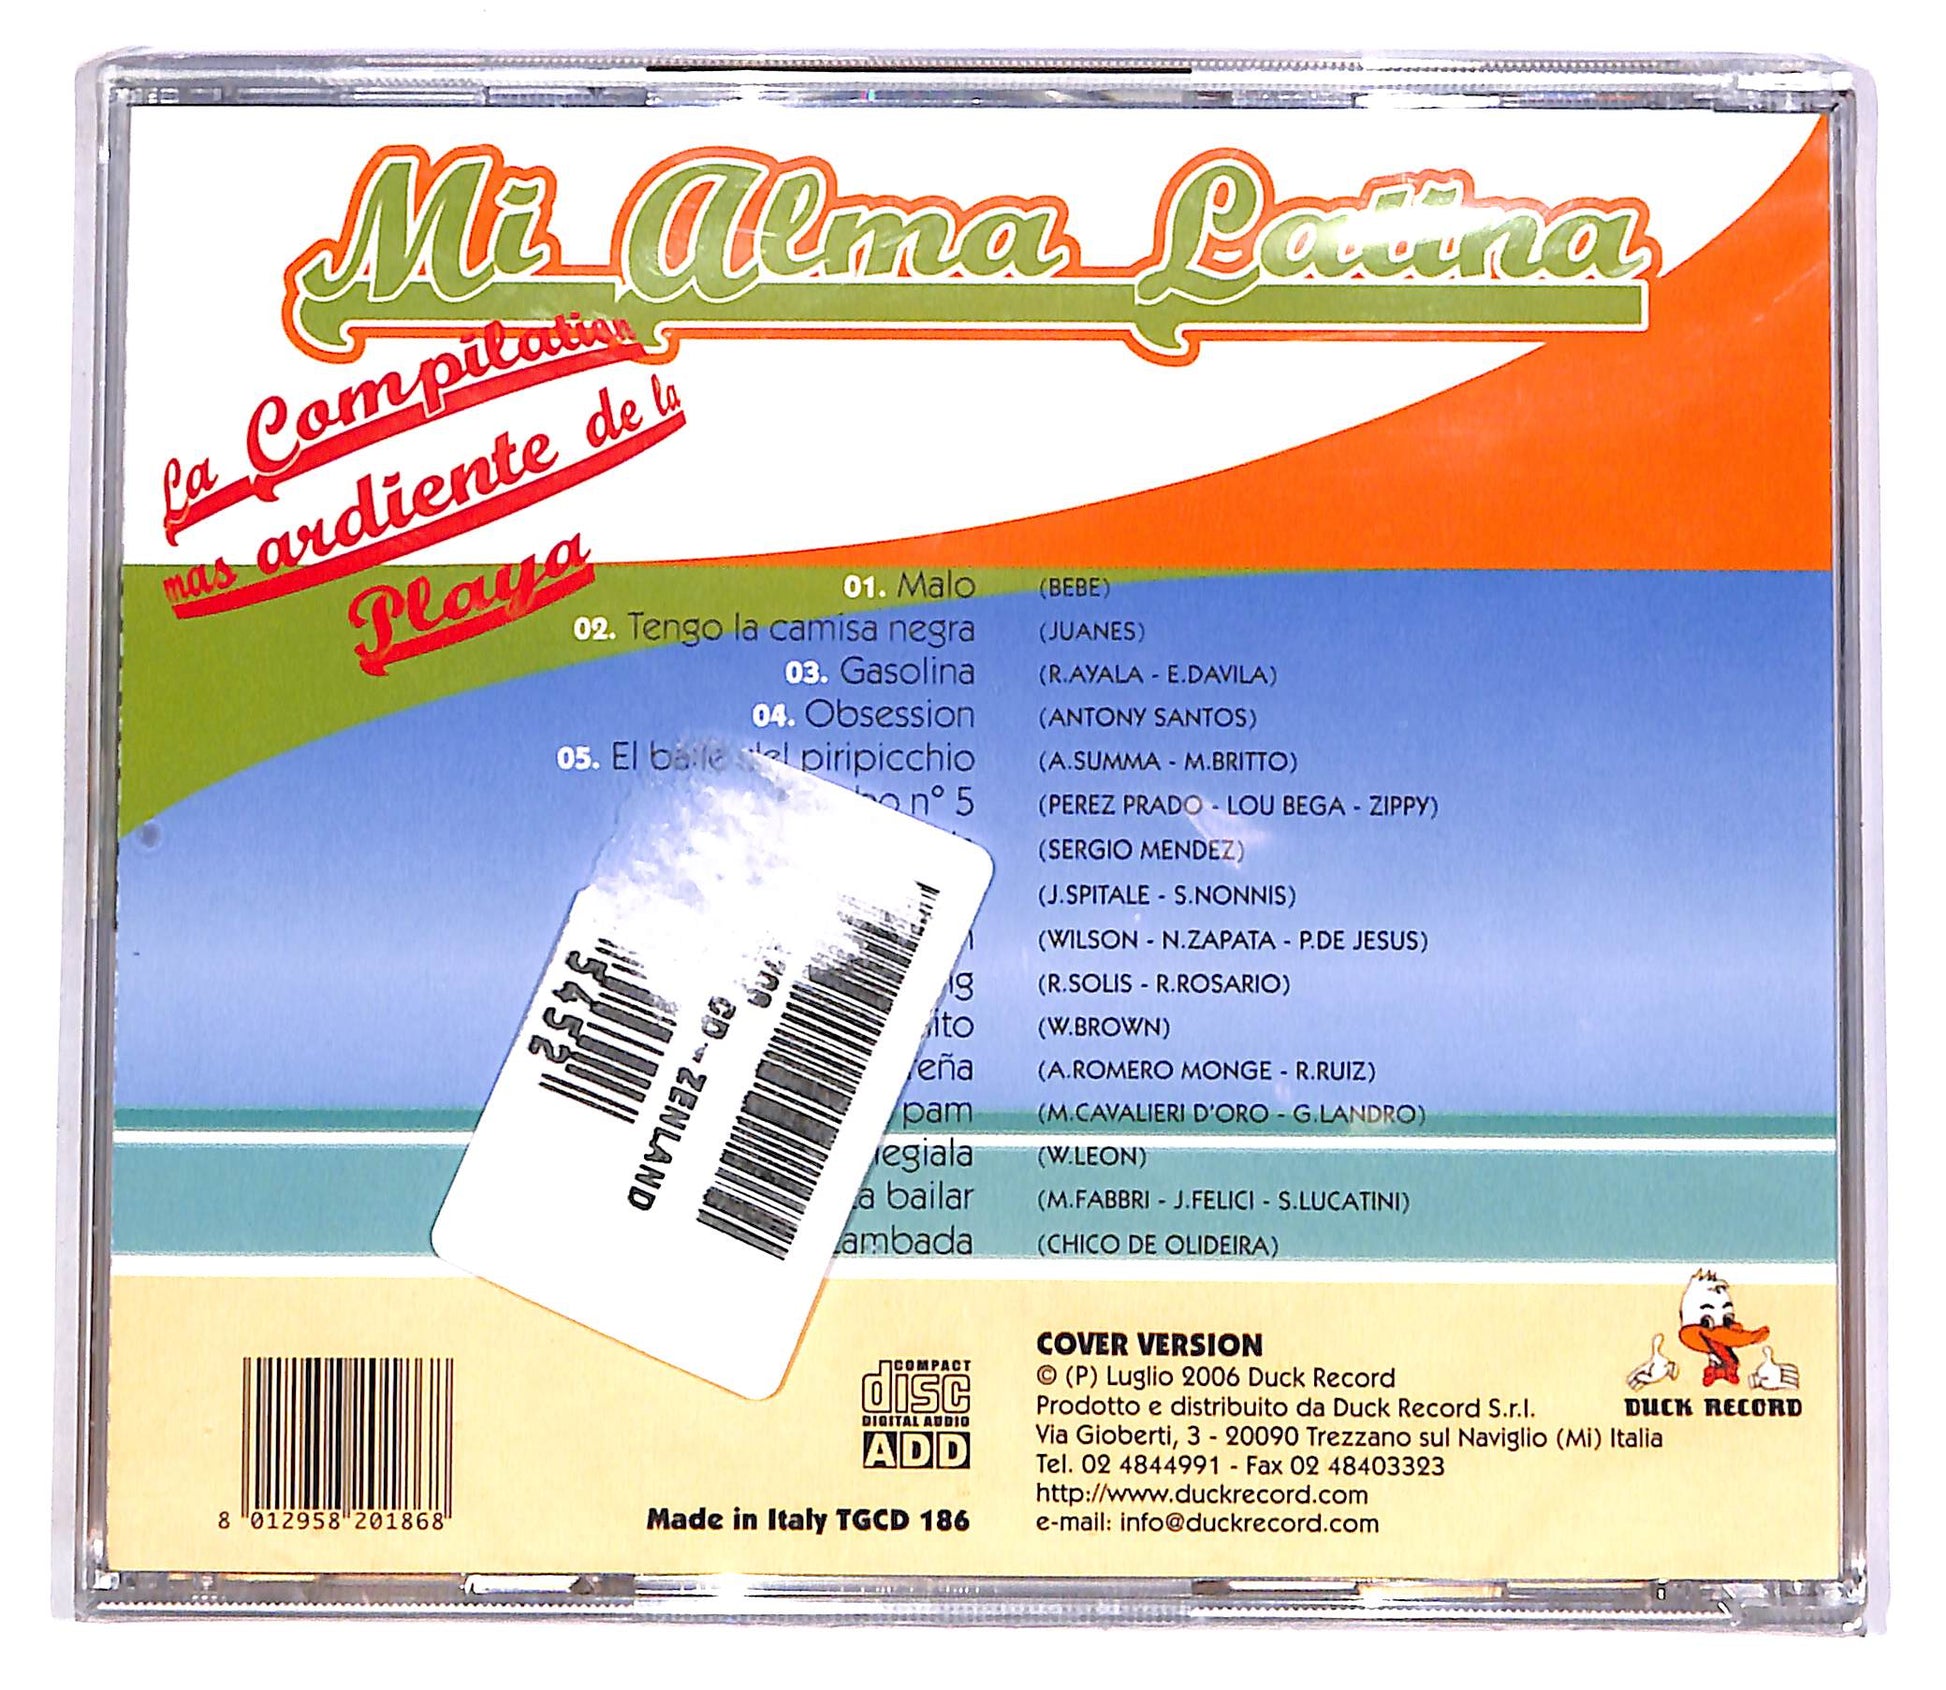 Mi Alma Latina
La Compilation
mas ardiente de la
Playa
01. Malo (BEBE)
02. Tengo la camisa negra (JUANES)
03. Gasolina (R.AYALA - E.DAVILA)
04. Obsession (ANTONY SANTOS)
05. El baile del piripicchio (A.SUMMA - M.BRITTO)
n° 5 (PEREZ PRADO - LOU BEGA - ZIPPY)
(SERGIO MENDEZ)
(J.SPITALE - S.NONNIS)
(WILSON - N.ZAPATA - P.DE JESUS)
(R.SOLIS - R.ROSARIO)
(W.BROWN)
(A.ROMERO MONGE - R.RUIZ)
pam (M.CAVALIERI D'ORO - G.LANDRO)
(W.LEON)
bailar (M.FABBRI - J.FELICI - S.LUCATINI)
(CHICO DE OLIDEIRA)
5452
CD-ZENLAND
COMPACT
disc
DIGITAL AUDIO
ADD
8 012958 201868
Made in Italy TGCD 186
COVER VERSION
© (P) Luglio 2006 Duck Record
Prodotto e distribuito da Duck Record S.r.l.
Via Gioberti, 3 - 20090 Trezzano sul Naviglio (Mi) Italia
Tel. 02 4844991 - Fax 02 48403323
http://www.duckrecord.com
e-mail: info@duckrecord.com
DUCK RECORD